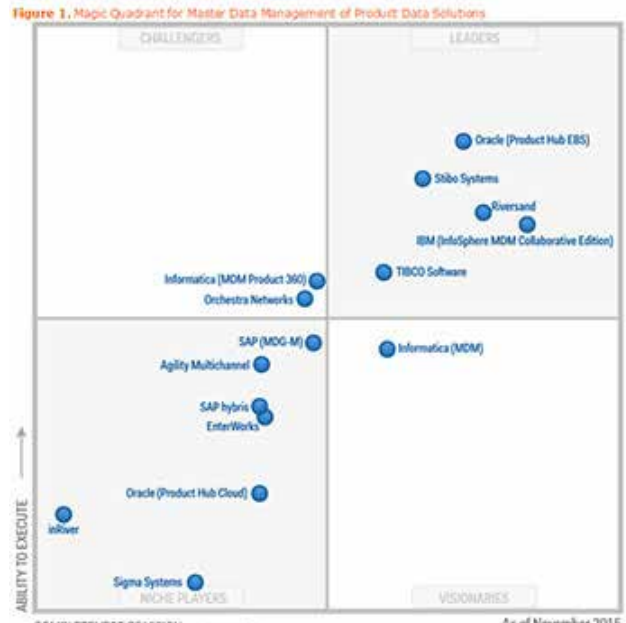 Figure 1. Magic Quadrant for Master Data Management of Product Data Solutions
CHALLENGERS
LEADERS
Oracle (Product Hub EBS)
Stibo Systems
Riversand
IBM (InfoSphere MDM Collaborative Edition)
TIBCO Software
Informatica (MDM Product 360)
Orchestra Networks
SAP (MDG-M)
Informatica (MDM)
Agility Multichannel
SAP hybris
EnterWorks
Oracle (Product Hub Cloud)
inRiver
Sigma Systems
NICHE PLAYERS
VISIONARIES
ABILITY TO EXECUTE
As of November 2015